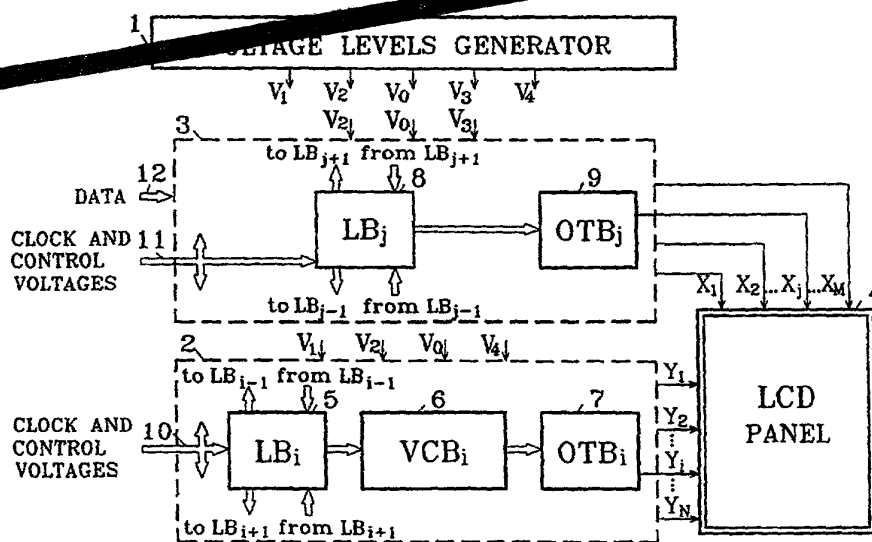 1
LEVELS GENERATOR
V1 V2 V0 V3 V4
V2 V0 V3
3
to LBj+1 from LBj+1
12
DATA
8
9
LBj
OTBj
CLOCK AND
11
CONTROL
VOLTAGES
to LBj-1 from LBj-1
X1 X2...Xj...XM
2
V1 V2 V0 V4
to LBi-1 from LBi-1
5
6
7
CLOCK AND
10
CONTROL
VOLTAGES
LBi
VCBi
OTBi
to LBi+1 from LBi+1
Y1
Y2
Yi
YN
LCD
PANEL